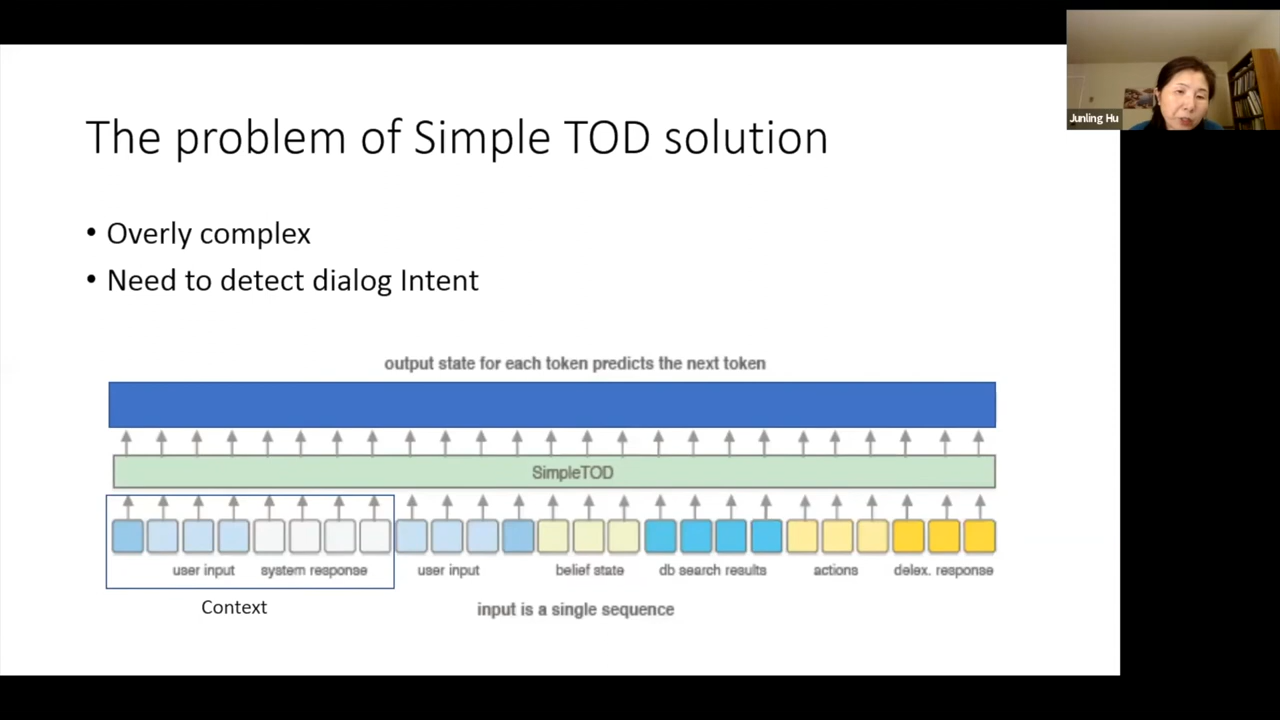 The problem of Simple TOD solution
Junling Hu
• Overly complex
• Need to detect dialog Intent
output state for each token predicts the next token
SimpleTOD
user input system response user input belief state db search results actions delex. response
Context
input is a single sequence